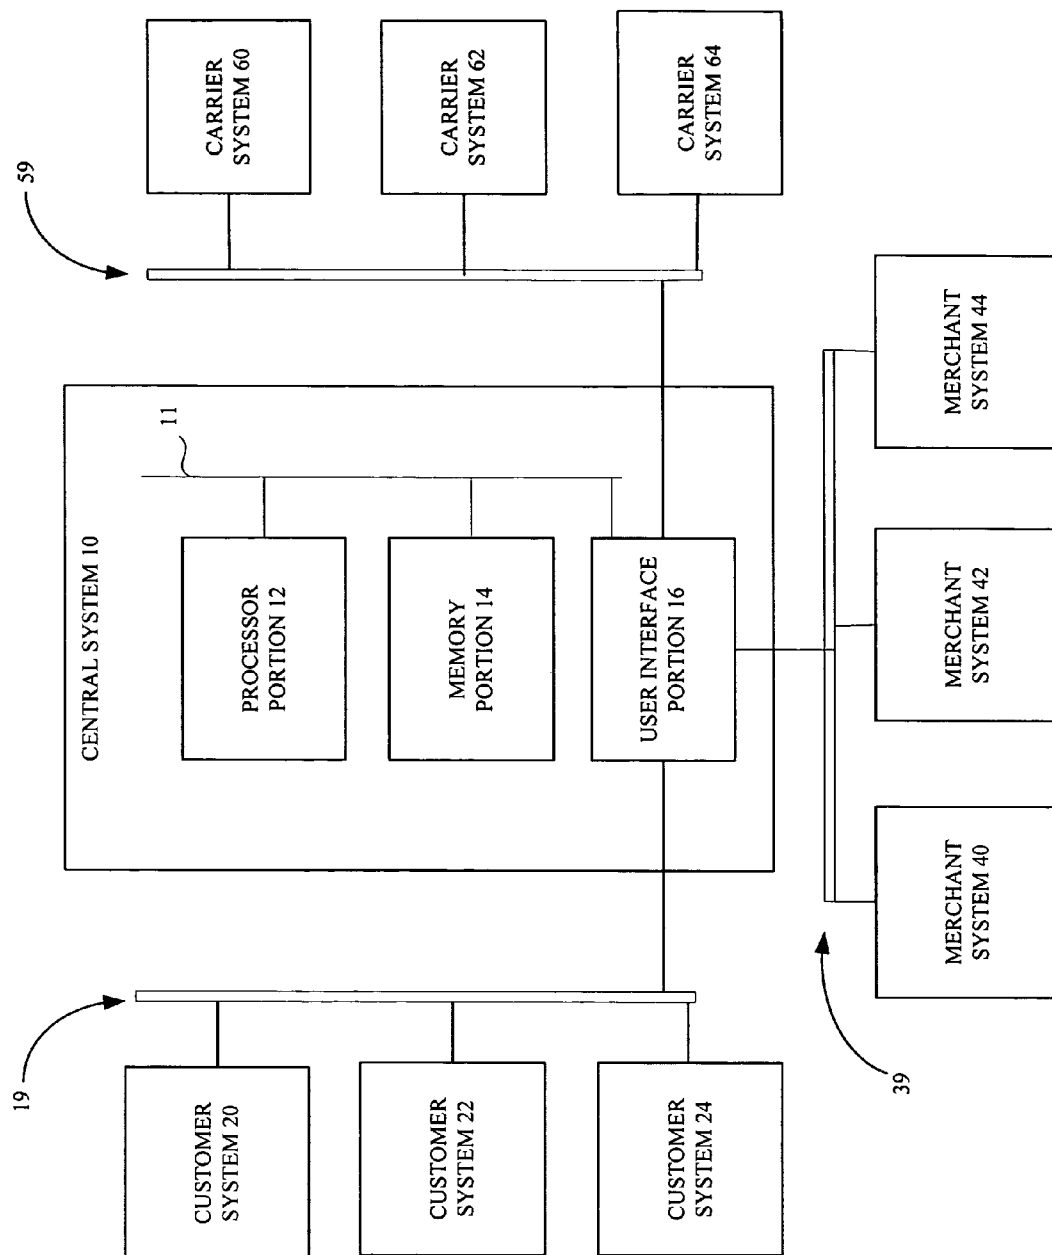 59
CARRIER
SYSTEM 60
CARRIER
SYSTEM 62
CARRIER
SYSTEM 64
CENTRAL SYSTEM 10
11
PROCESSOR
PORTION 12
MEMORY
PORTION 14
USER INTERFACE
PORTION 16
19
CUSTOMER
SYSTEM 20
CUSTOMER
SYSTEM 22
CUSTOMER
SYSTEM 24
39
MERCHANT
SYSTEM 40
MERCHANT
SYSTEM 42
MERCHANT
SYSTEM 44